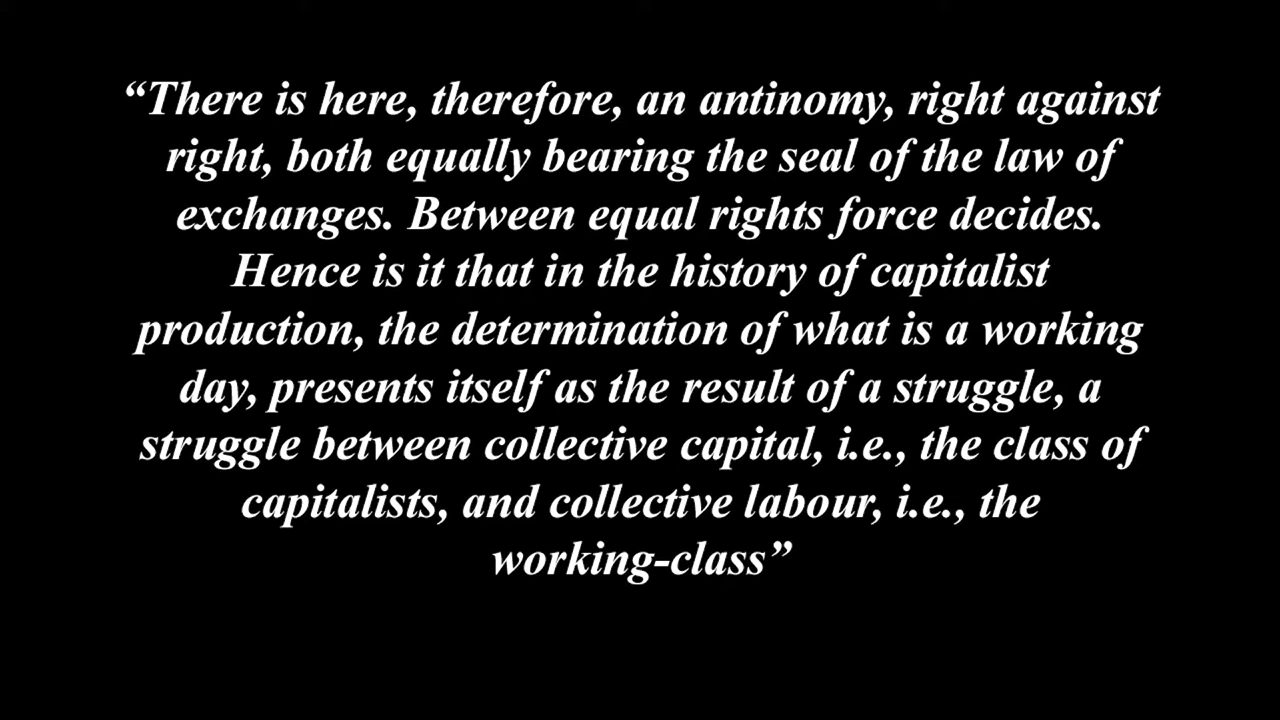 “There is here, therefore, an antinomy, right against
right, both equally bearing the seal of the law of
exchanges. Between equal rights force decides.
Hence is it that in the history of capitalist
production, the determination of what is a working
day, presents itself as the result of a struggle, a
struggle between collective capital, i.e., the class of
capitalists, and collective labour, i.e., the
working-class”